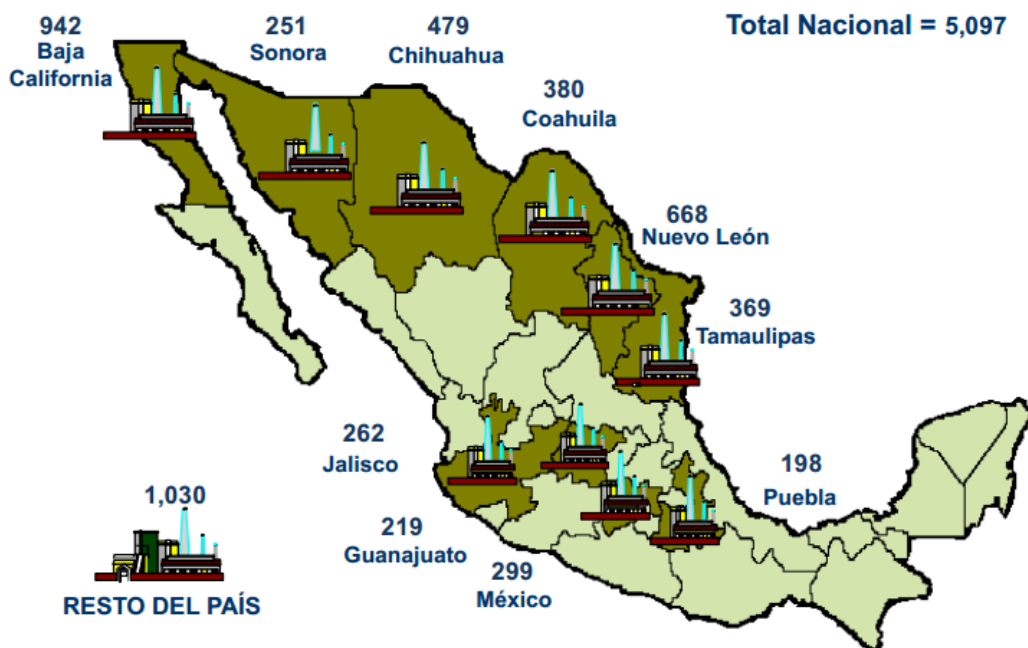 942
Baja
California
251
Sonora
479
Chihuahua
Total Nacional = 5,097
380
Coahuila
668
Nuevo León
369
Tamaulipas
262
Jalisco
198
Puebla
1,030
RESTO DEL PAÍS
219
Guanajuato
299
México